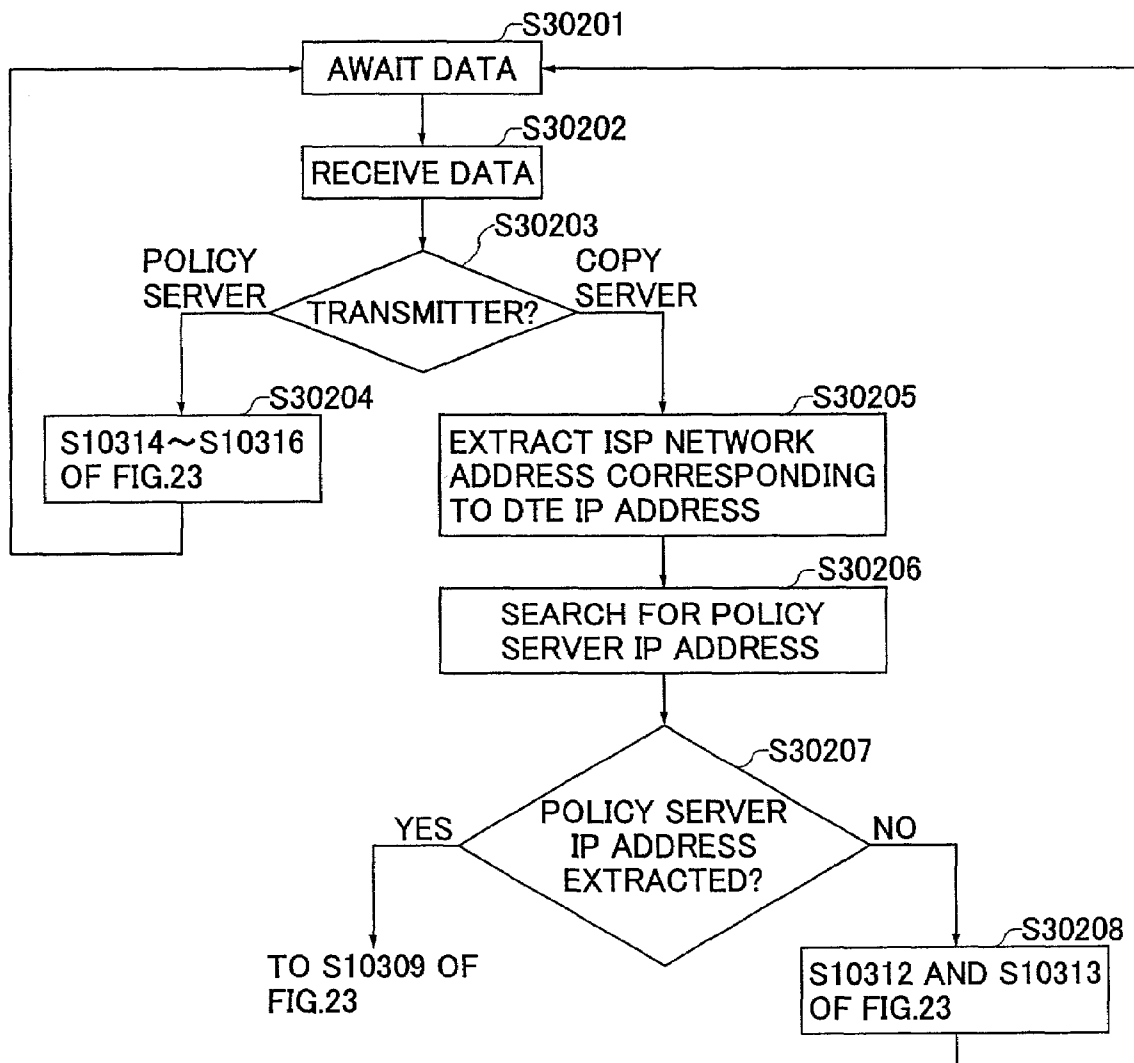 S30201
AWAIT DATA
S30202
RECEIVE DATA
S30203
POLICY
SERVER
TRANSMITTER?
COPY
SERVER
S30204
S10314～S10316
OF FIG.23
S30205
EXTRACT ISP NETWORK
ADDRESS CORRESPONDING
TO DTE IP ADDRESS
S30206
SEARCH FOR POLICY
SERVER IP ADDRESS
S30207
YES
POLICY SERVER
IP ADDRESS
EXTRACTED?
NO
TO S10309 OF
FIG.23
S30208
S10312 AND S10313
OF FIG.23